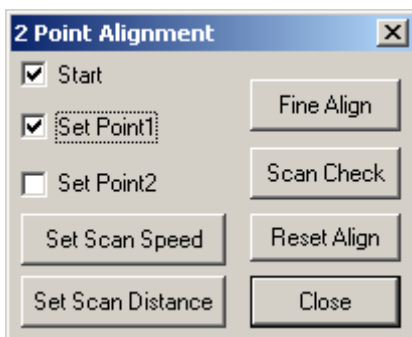 2 Point Alignment
Start
Set Point1
Set Point2
Set Scan Speed
Set Scan Distance
Fine Align
Scan Check
Reset Align
Close